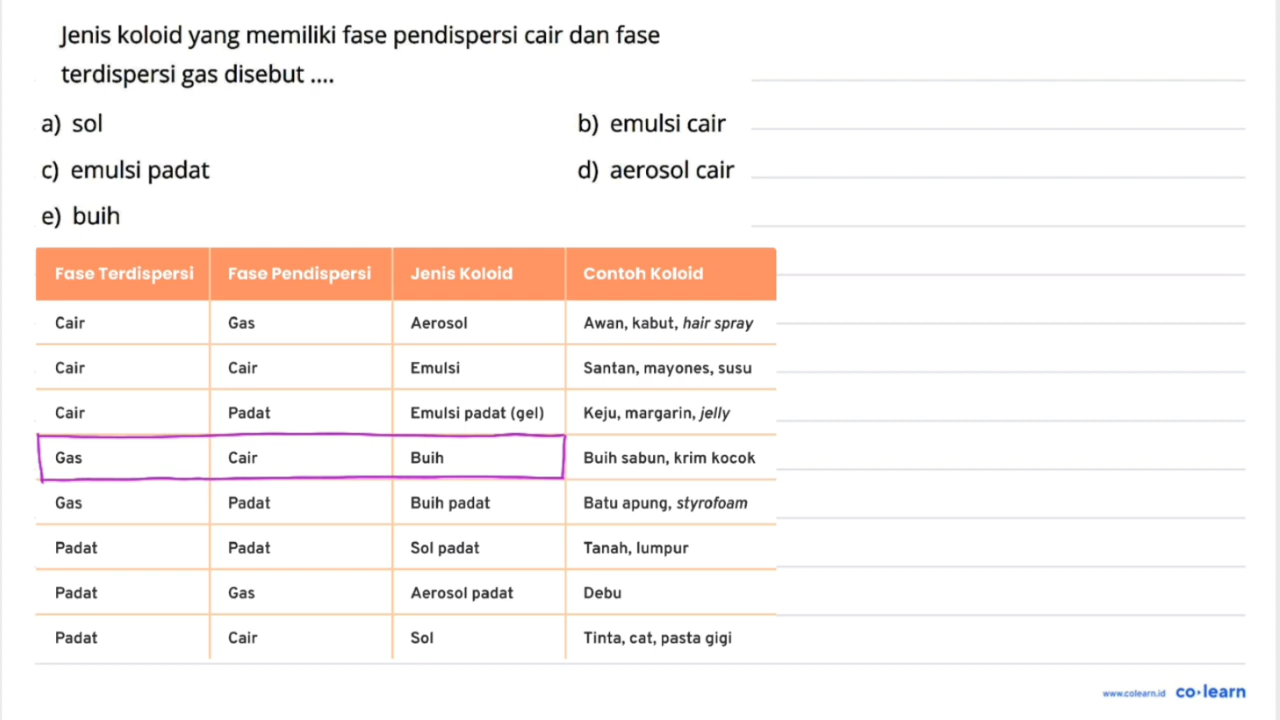 Jenis koloid yang memiliki fase pendispersi cair dan fase
terdispersi gas disebut ....
a) sol
b) emulsi cair
c) emulsi padat
d) aerosol cair
e) buih
Fase Terdispersi Fase Pendispersi Jenis Koloid Contoh Koloid
Cair Gas Aerosol Awan, kabut, hair spray
Cair Cair Emulsi Santan, mayones, susu
Cair Padat Emulsi padat (gel) Keju, margarin, jelly
Gas Cair Buih Buih sabun, krim kocok
Gas Padat Buih padat Batu apung, styrofoam
Padat Padat Sol padat Tanah, lumpur
Padat Gas Aerosol padat Debu
Padat Cair Sol Tinta, cat, pasta gigi
www.colearn.id co·learn